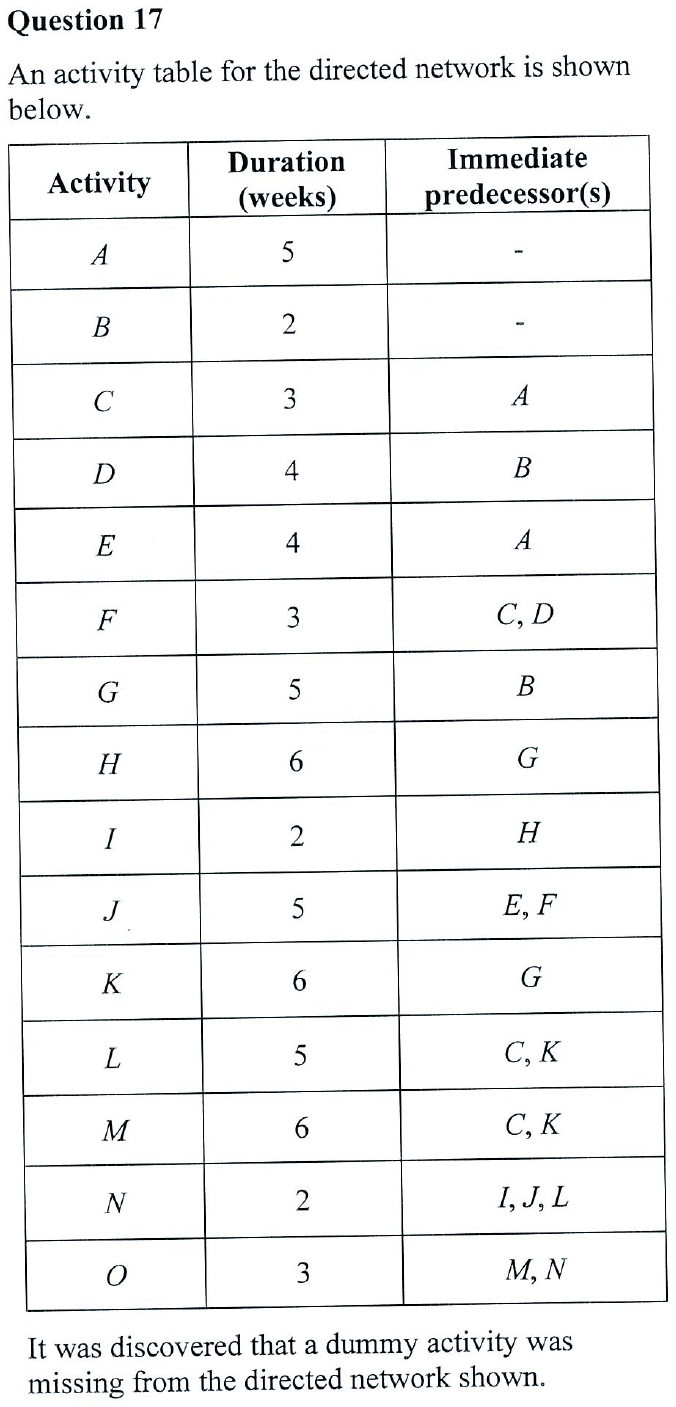 Question 17
An activity table for the directed network is shown
below.
Activity Duration (weeks) Immediate predecessor(s)
A 5 -
B 2 -
C 3 A
D 4 B
E 4 A
F 3 C, D
G 5 B
H 6 G
I 2 H
J 5 E, F
K 6 G
L 5 C, K
M 6 C, K
N 2 I, J, L
O 3 M, N
It was discovered that a dummy activity was
missing from the directed network shown.